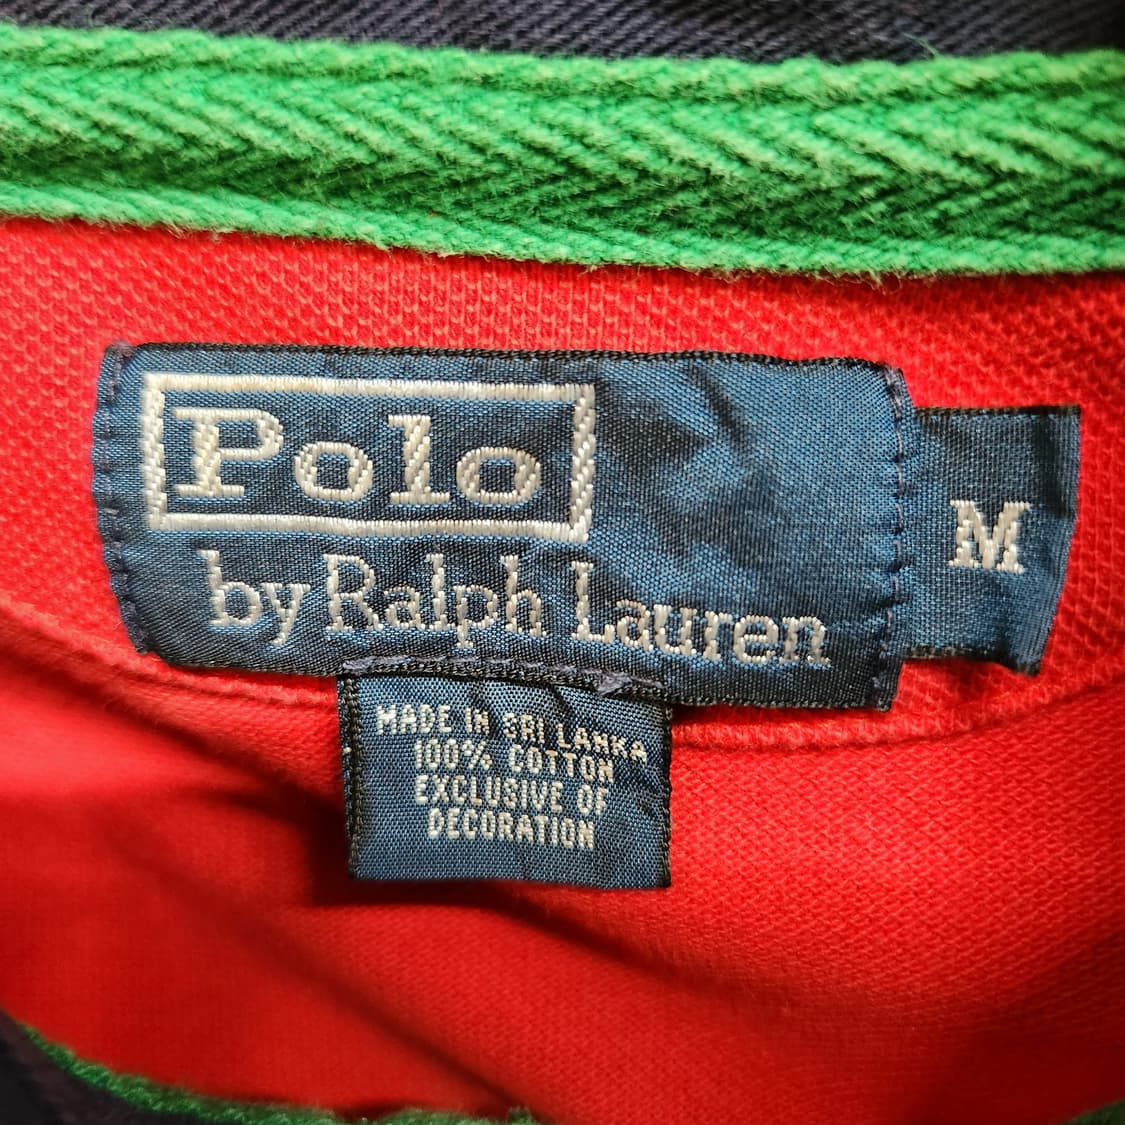 Polo
by Ralph Lauren
M
MADE IN SRI LANKA
100% COTTON
EXCLUSIVE OF
DECORATION